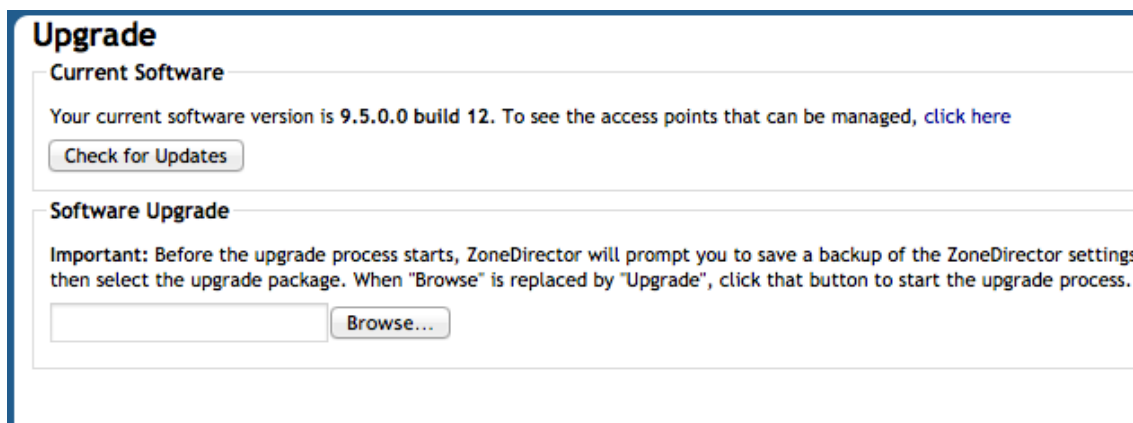 Upgrade
Current Software
Your current software version is 9.5.0.0 build 12. To see the access points that can be managed, click here
Check for Updates
Software Upgrade
Important: Before the upgrade process starts, ZoneDirector will prompt you to save a backup of the ZoneDirector settings
then select the upgrade package. When "Browse" is replaced by "Upgrade", click that button to start the upgrade process.
Browse...